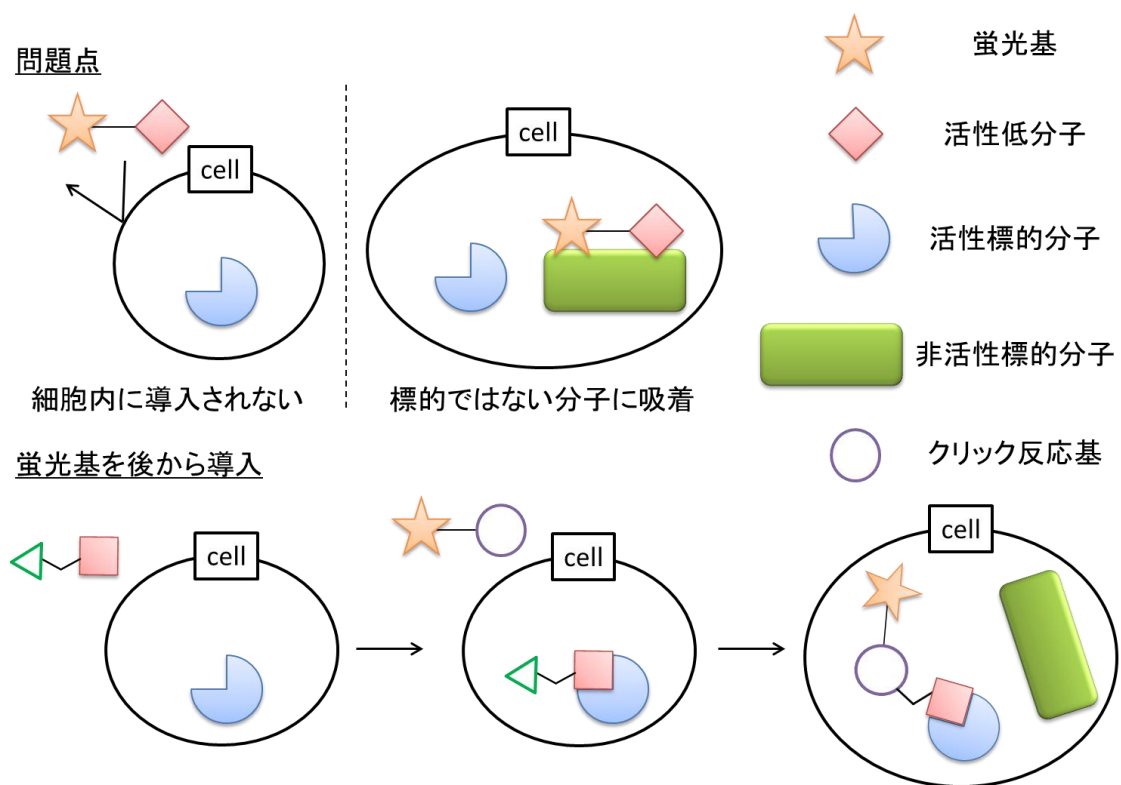 問題点
cell
細胞内に導入されない
cell
標的ではない分子に吸着
蛍光基
活性低分子
活性標的分子
非活性標的分子
クリック反応基
蛍光基を後から導入
cell
cell
cell